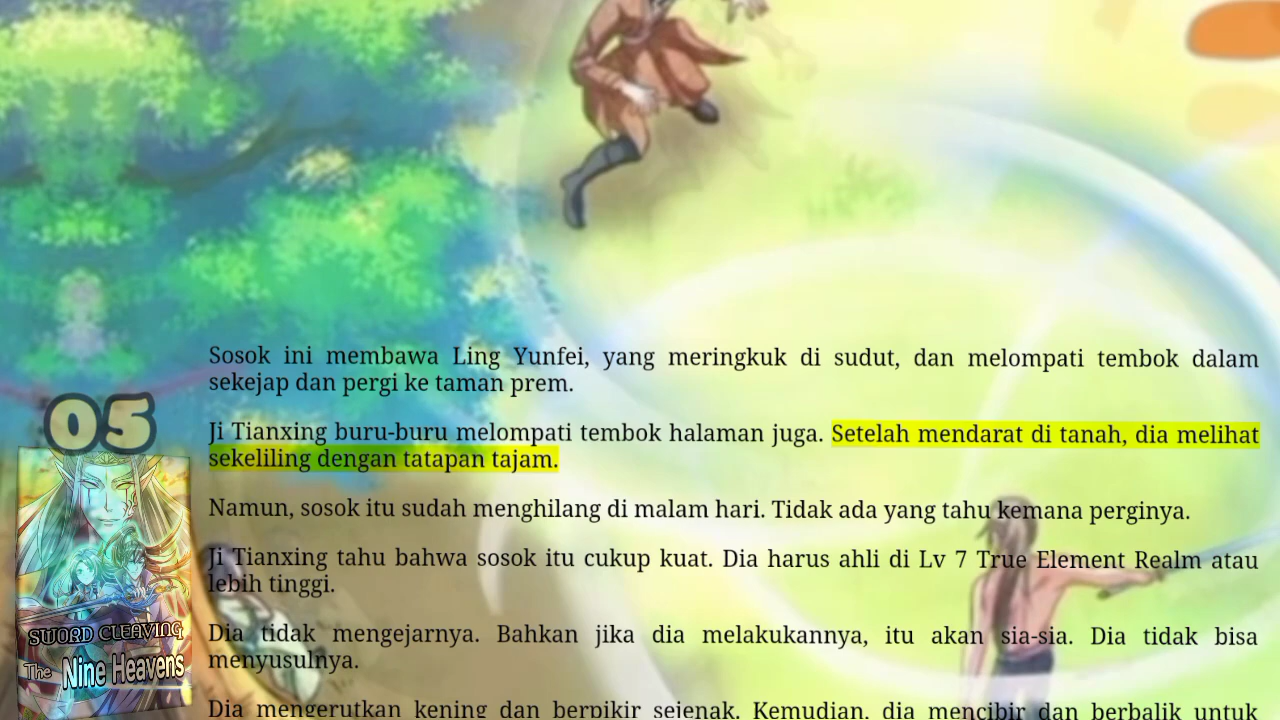 Sosok ini membawa Ling Yunfei, yang meringkuk di sudut, dan melompati tembok dalam
sekejap dan pergi ke taman prem.
Ji Tianxing buru-buru melompati tembok halaman juga. Setelah mendarat di tanah, dia melihat
sekeliling dengan tatapan tajam.
Namun, sosok itu sudah menghilang di malam hari. Tidak ada yang tahu kemana perginya.
Ji Tianxing tahu bahwa sosok itu cukup kuat. Dia harus ahli di Lv 7 True Element Realm atau
lebih tinggi.
Dia tidak mengejarnya. Bahkan jika dia melakukannya, itu akan sia-sia. Dia tidak bisa
menyusulnya.
Dia mengerutkan kening dan berpikir sejenak. Kemudian, dia mencibir dan berbalik untuk
05
SWORD CLEAVING
The Nine Heavens